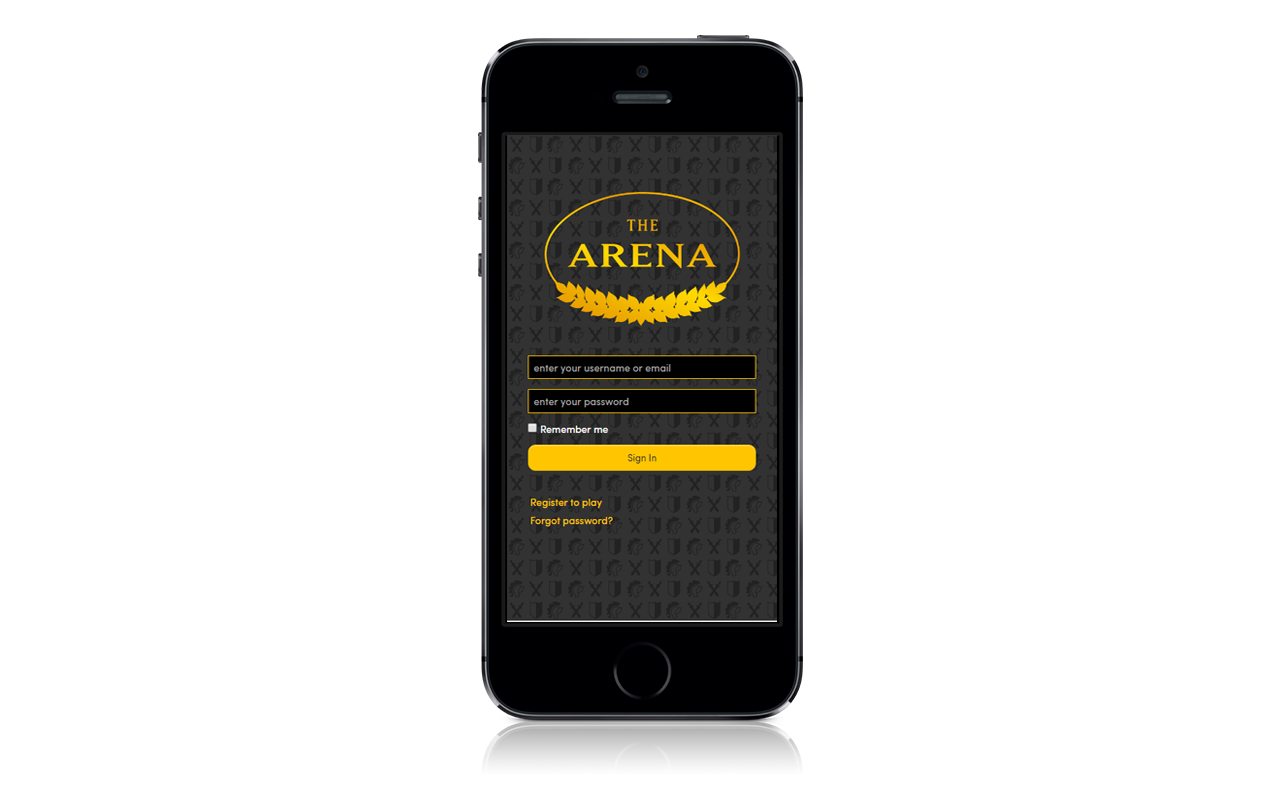 THE
ARENA
enter your username or email
enter your password
Remember me
Sign In
Register to play
Forgot password?